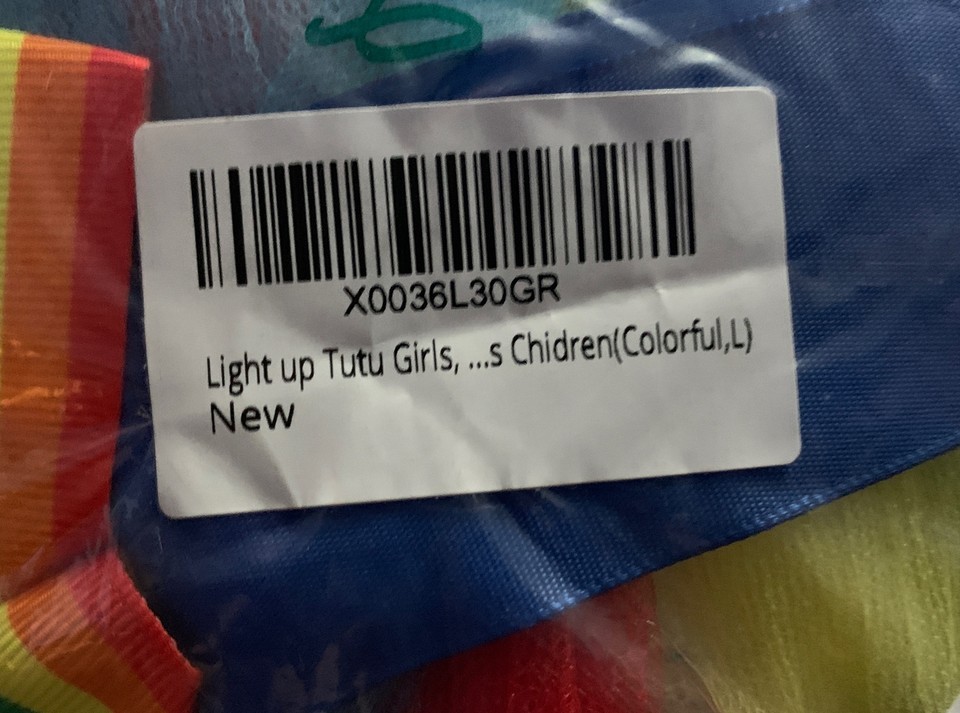 X0036L30GR
Light up Tutu Girls, ...s Chidren(Colorful,L)
New